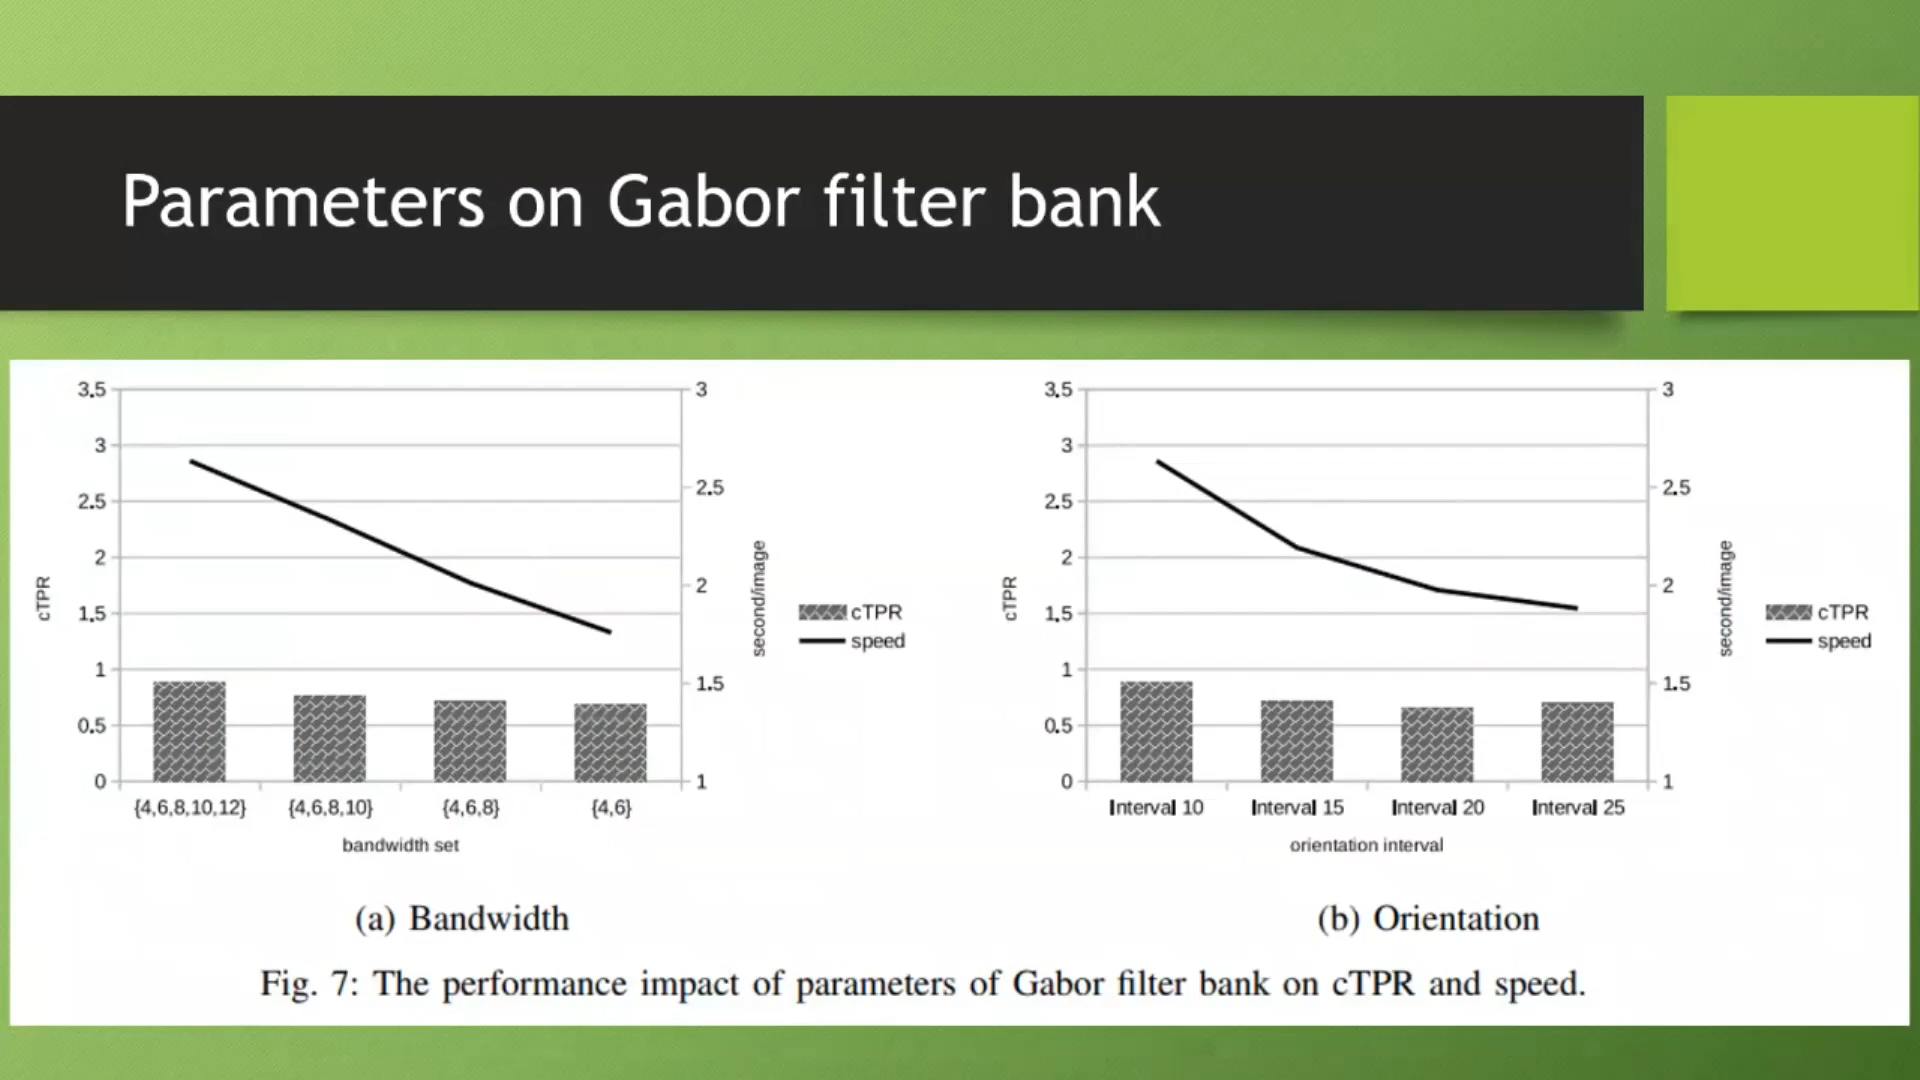 Parameters on Gabor filter bank
3.5
3
2.5
2
1.5
1
0.5
0
cTPR
3
2.5
2
1.5
1
second/image
cTPR
speed
{4,6,8,10,12} {4,6,8,10} {4,6,8} {4,6}
bandwidth set
(a) Bandwidth
3.5
3
2.5
2
1.5
1
0.5
0
cTPR
3
2.5
2
1.5
1
second/image
cTPR
speed
Interval 10 Interval 15 Interval 20 Interval 25
orientation interval
(b) Orientation
Fig. 7: The performance impact of parameters of Gabor filter bank on cTPR and speed.